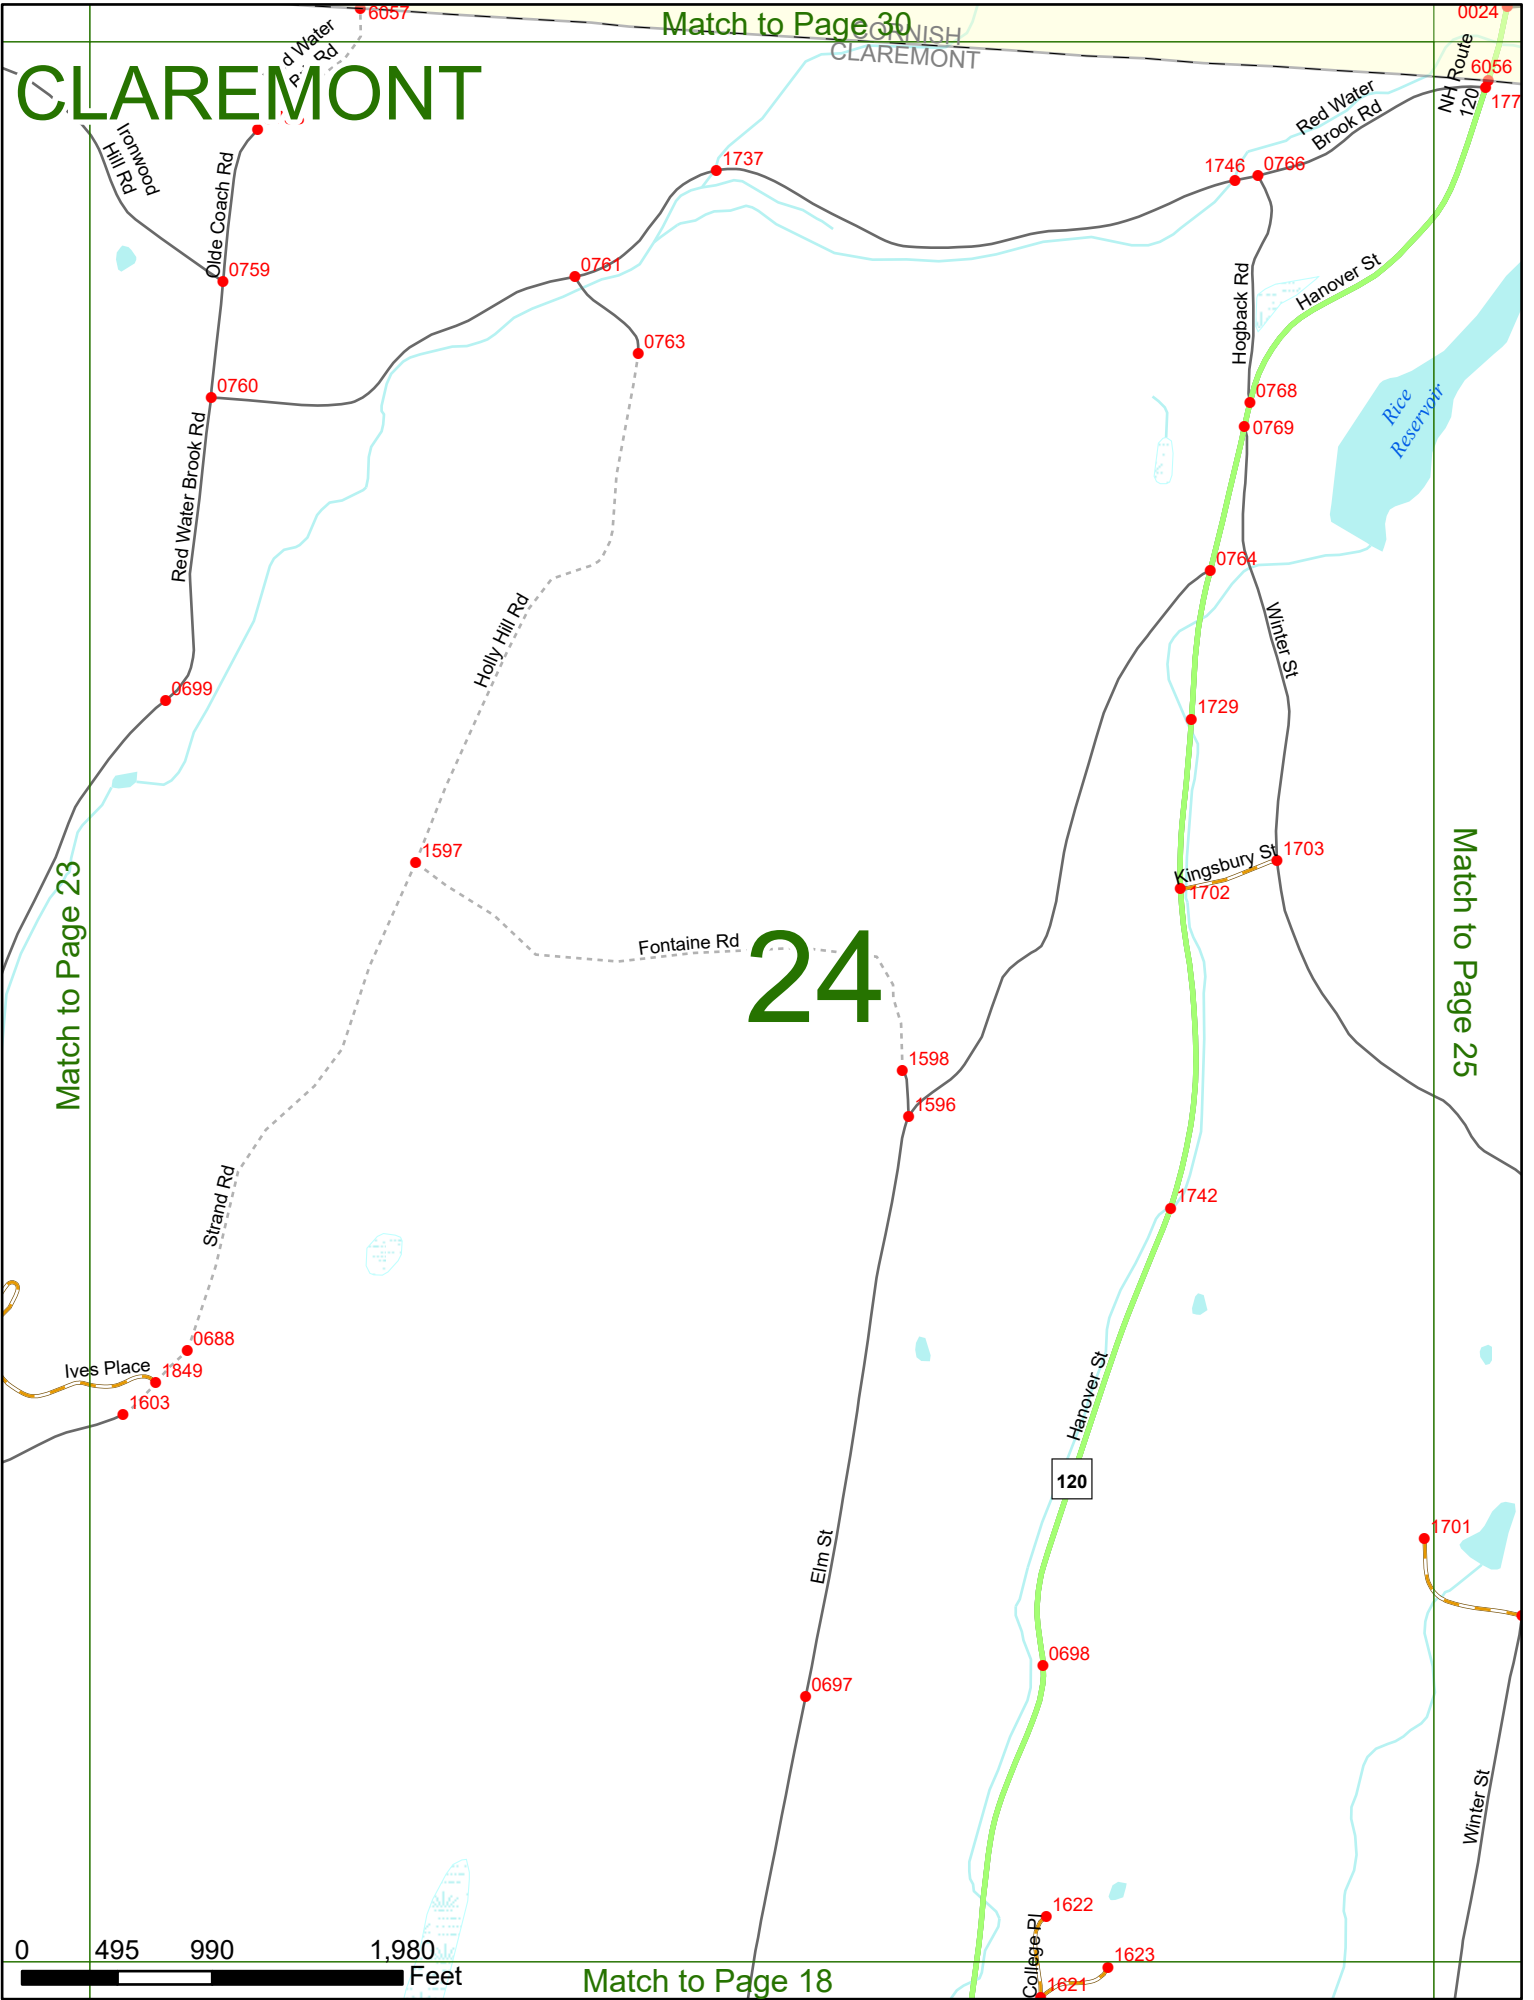 6057
Match to Page 30
0024
CORNISH
CLAREMONT
CLAREMONT
d Water
Rd
NH Route
120
6056
177
Red Water
Brook Rd
Ironwood
Hill Rd
Olde Coach Rd
1737
1746
0766
0759
0761
Hogback Rd
Hanover St
0763
0760
0768
0769
Rice
Reservoir
Red Water Brook Rd
0764
Holly Hill Rd
Winter St
0699
1729
1597
Kingsbury St
1703
1702
Match to Page 23
Match to Page 25
Fontaine Rd
24
1598
1596
Strand Rd
1742
0688
Ives Place
1849
1603
Hanover St
120
1701
Elm St
0698
0697
Winter St
1622
College Pl
1623
1621
0 495 990 1,980
Feet
Match to Page 18